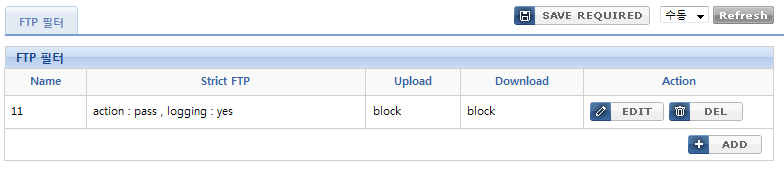 FTP 필터
SAVE REQUIRED
수동
Refresh
FTP 필터
Name Strict FTP Upload Download Action
11 action : pass , logging : yes block block EDIT DEL
ADD